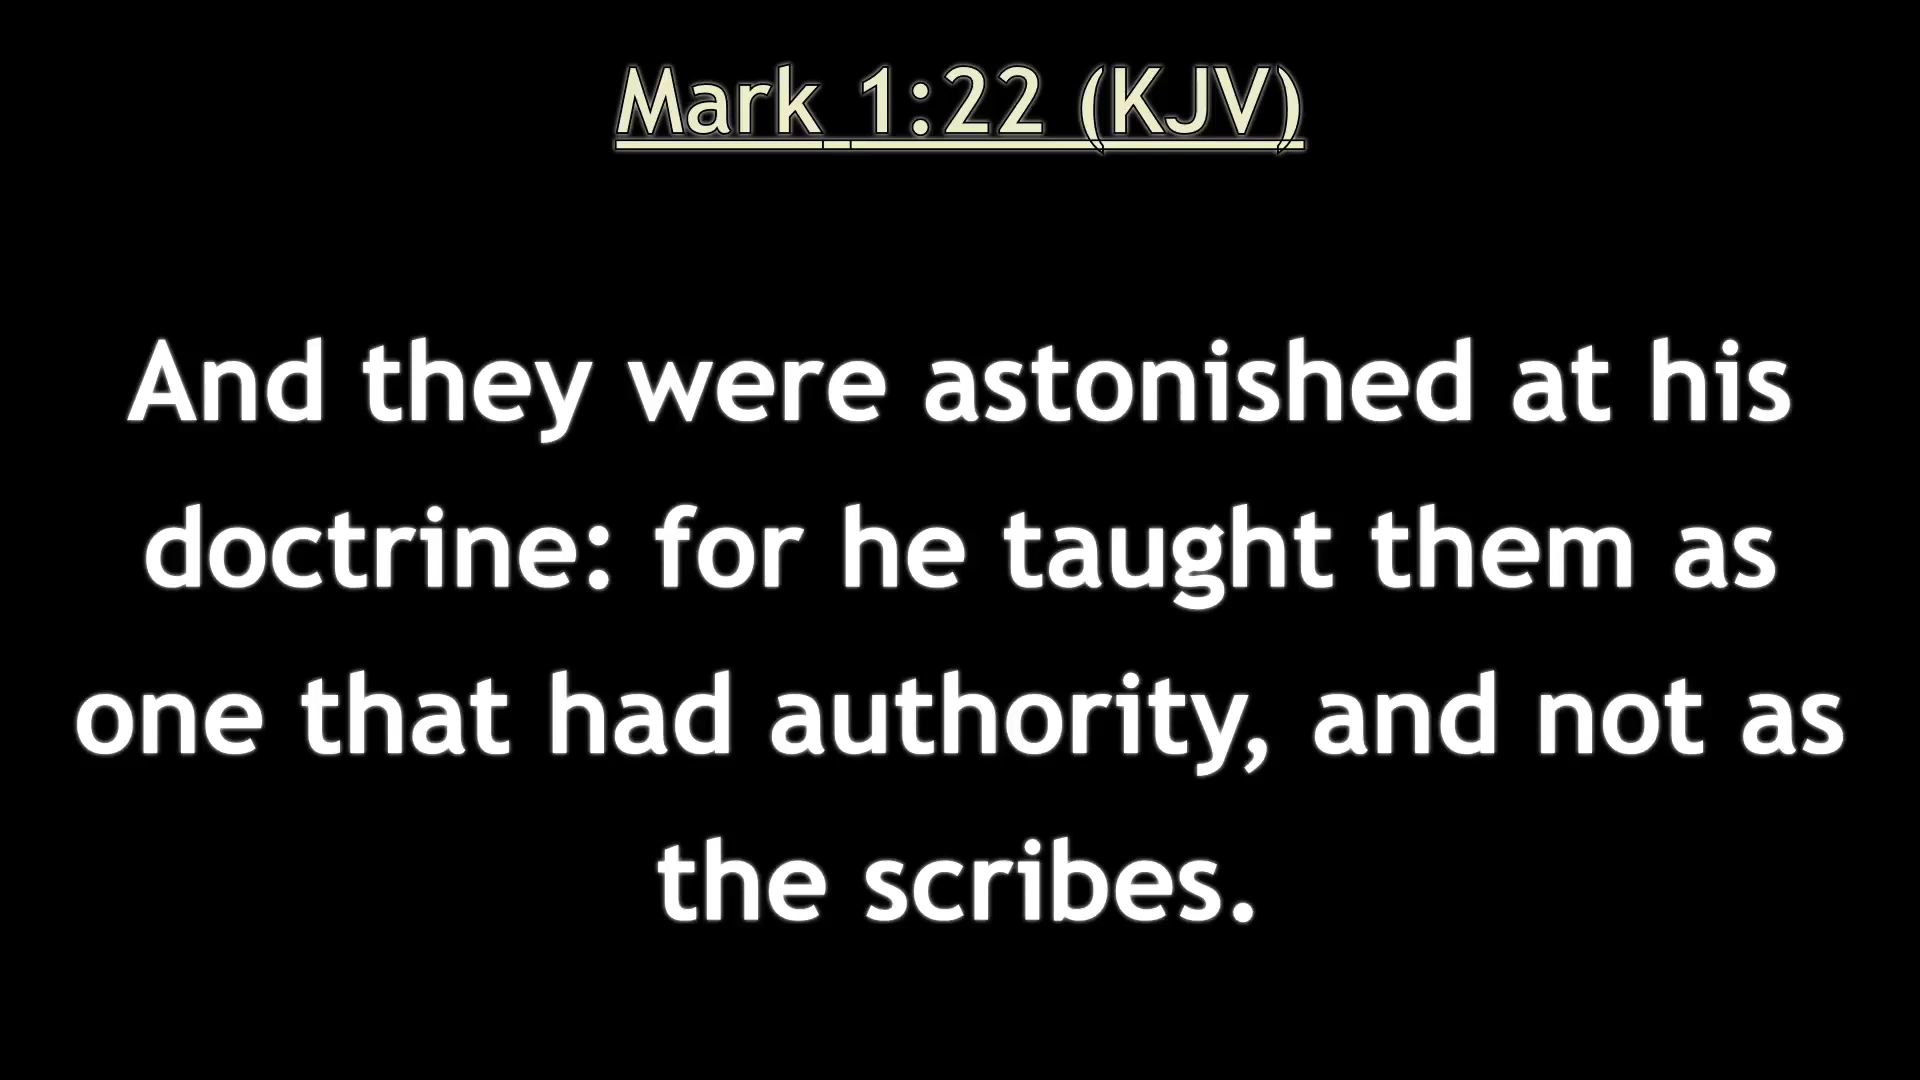 Mark 1:22 (KJV)
And they were astonished at his
doctrine: for he taught them as
one that had authority, and not as
the scribes.